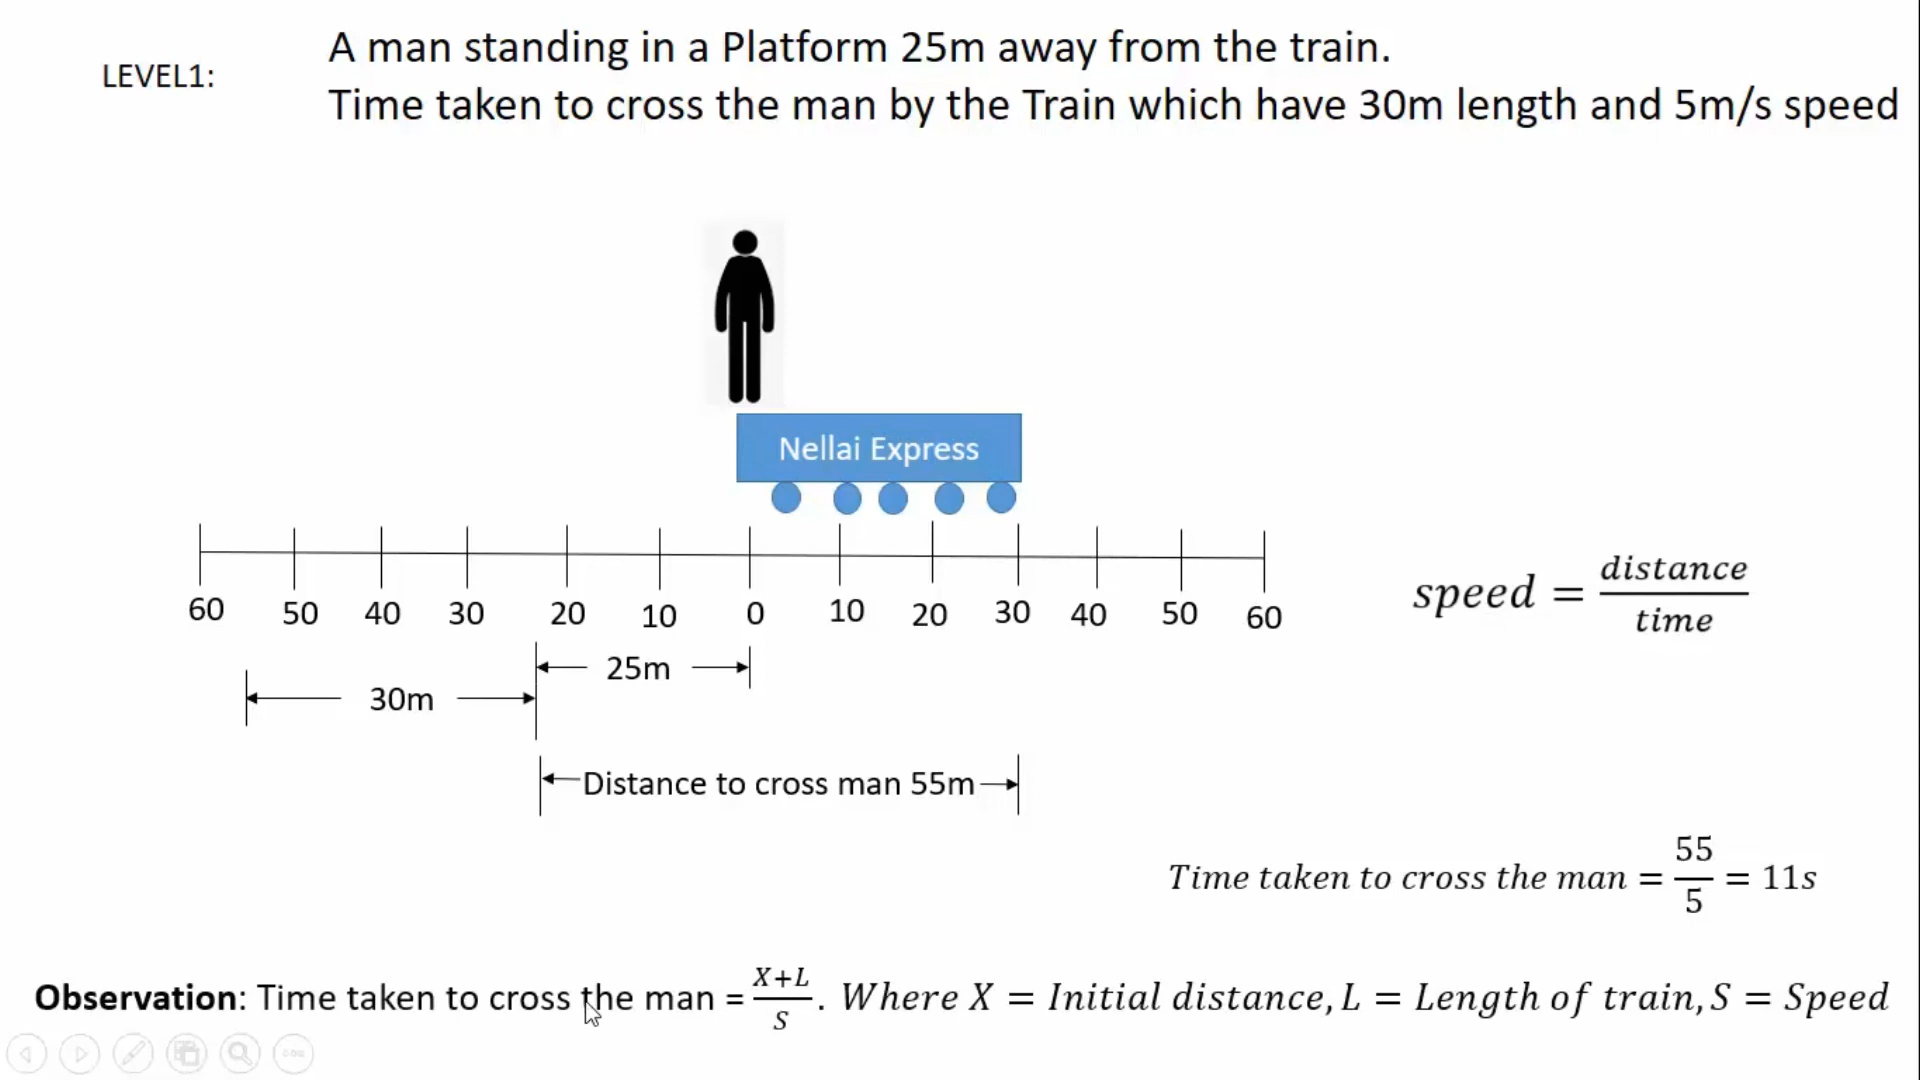 LEVEL1:
A man standing in a Platform 25m away from the train.
Time taken to cross the man by the Train which have 30m length and 5m/s speed
Nellai Express
60 50 40 30 20 10 0 10 20 30 40 50 60
speed = distance / time
25m
30m
Distance to cross man 55m
Time taken to cross the man = 55 / 5 = 11s
Observation: Time taken to cross the man = X+L / S . Where X = Initial distance, L = Length of train, S = Speed